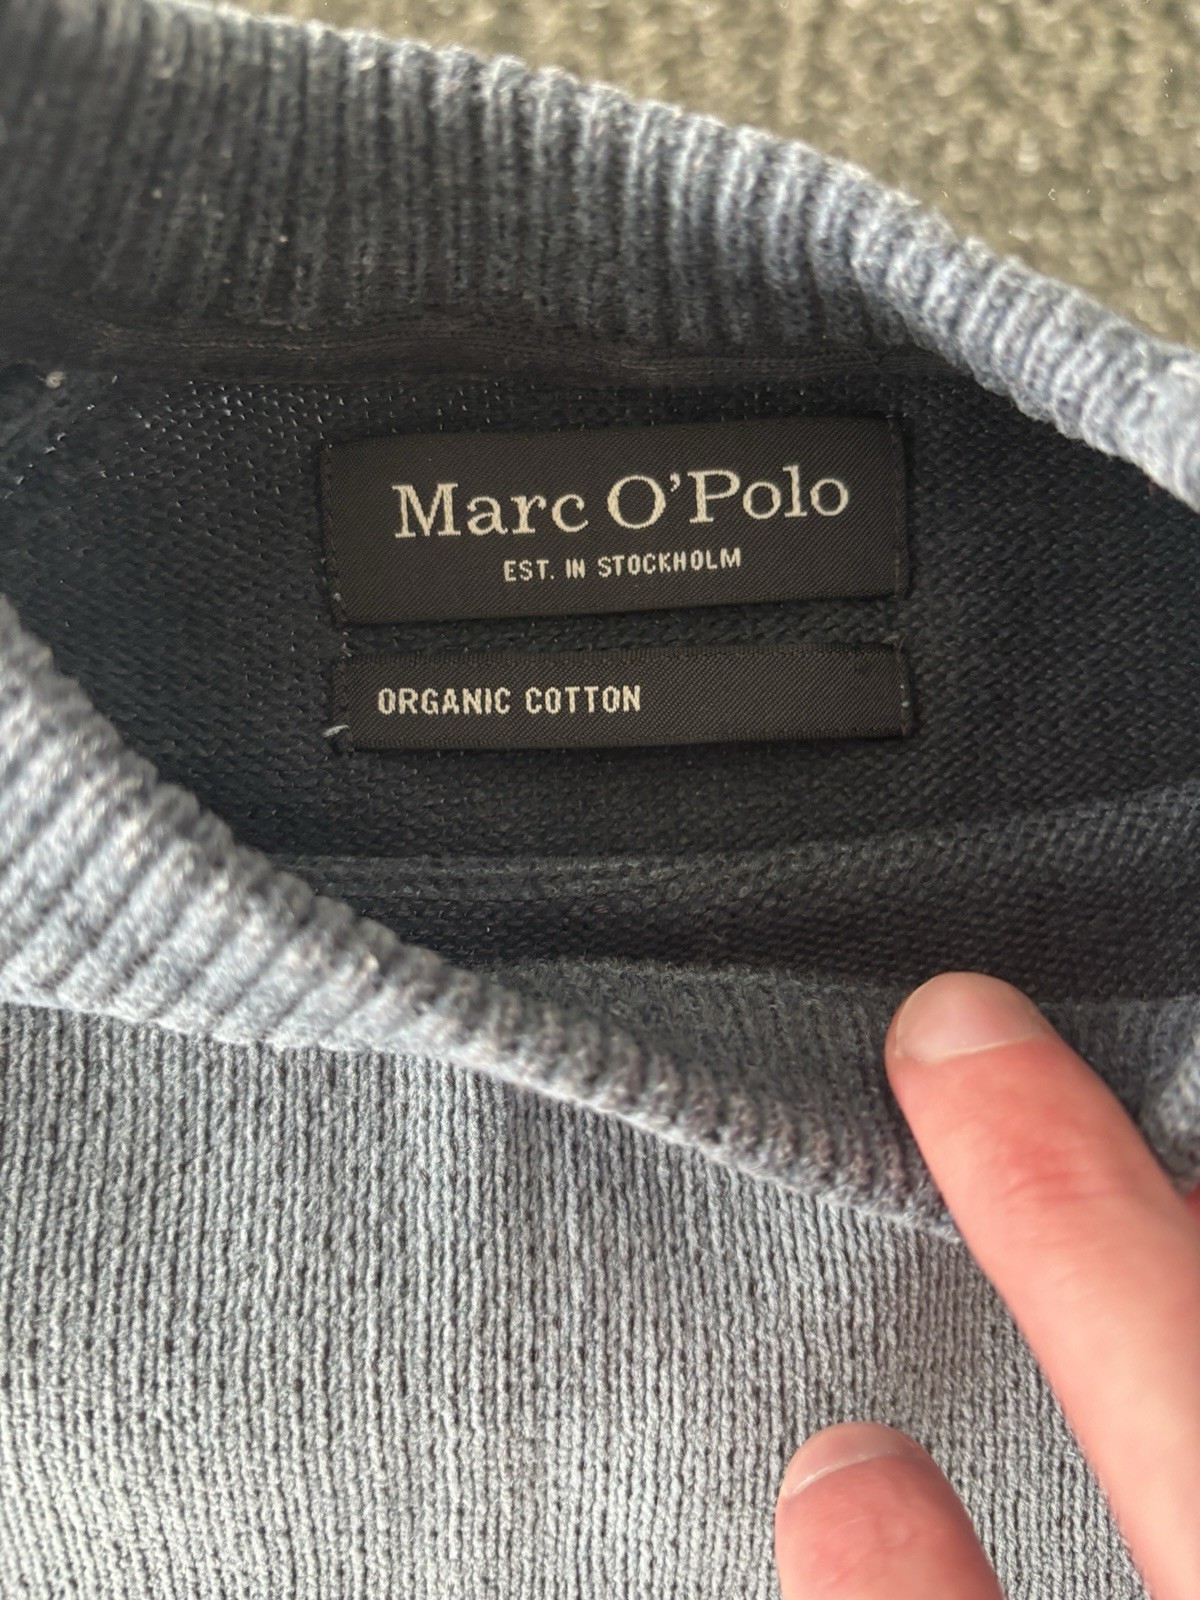 Marc O'Polo
EST. IN STOCKHOLM
ORGANIC COTTON